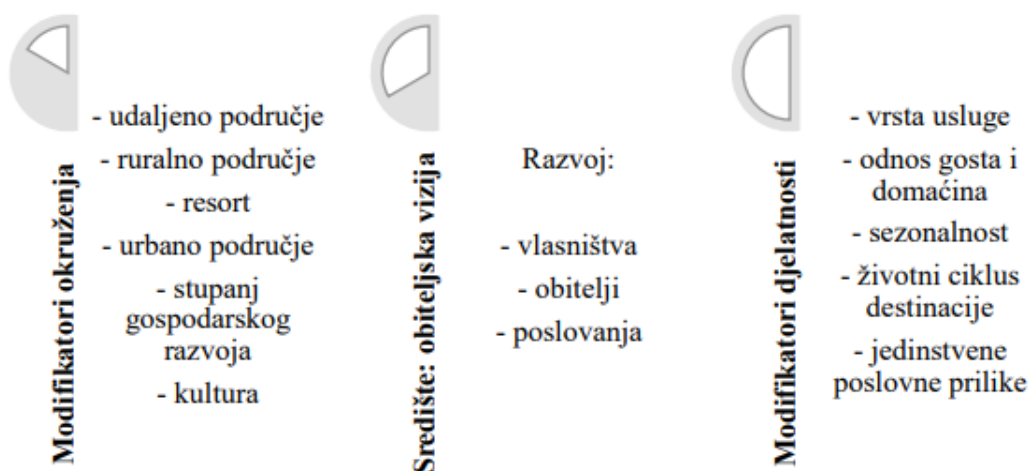 Modifikatori okruženja
- udaljeno područje
- ruralno područje
- resort
- urbano područje
- stupanj
gospodarskog
razvoja
- kultura
Središte: obiteljska vizija
Razvoj:
- vlasništva
- obitelji
- poslovanja
Modifikatori djelatnosti
- vrsta usluge
- odnos gosta i
domaćina
- sezonalnost
- životni ciklus
destinacije
- jedinstvene
poslovne prilike